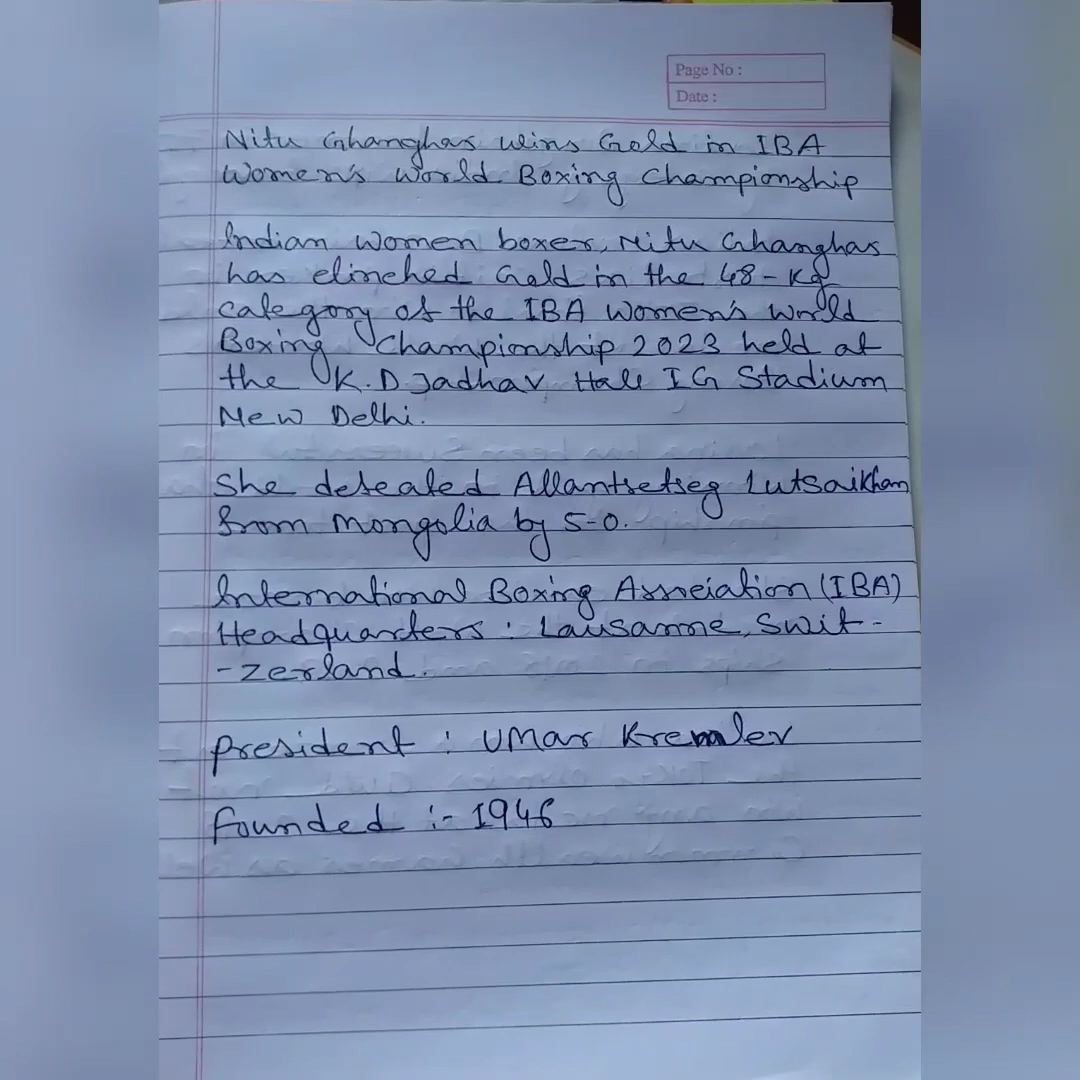 Page No :
Date :
Nitu Ghanghas wins Gold in IBA
Women's World Boxing Championship
Indian women boxer, Nitu Ghanghas
has clinched Gold in the 48-Kg
category of the IBA Women's World
Boxing Championship 2023 held at
the K.D Jadhav Hall IG Stadium
New Delhi.
She defeated Allantsetseg Lutsaikhan
from Mongolia by 5-0.
International Boxing Association (IBA)
Headquarters : Lausanne, Swit-
-zerland.
president : UMar Kremlev
founded :- 1946